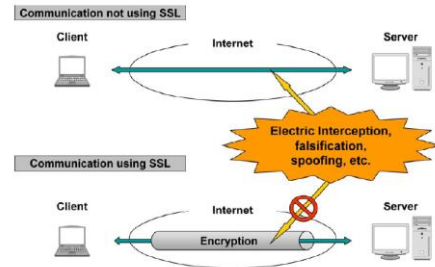 Communication not using SSL
Client
Internet
Server
Electric Interception,
falsification,
spoofing, etc.
Communication using SSL
Client
Internet
Server
Encryption